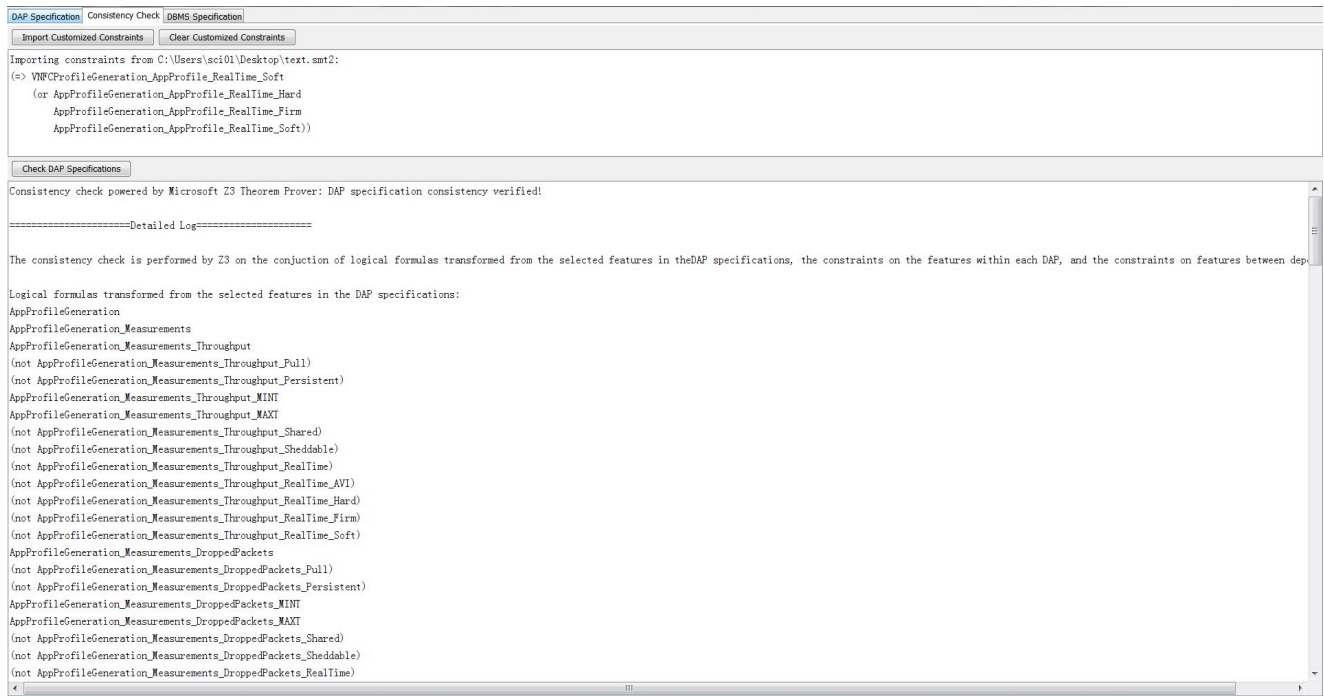 DAP Specification Consistency Check DBMS Specification
Import Customized Constraints Clear Customized Constraints
Importing constraints from C:\Users\sci01\Desktop\text.smt2:
(=> VNFCProfileGeneration_AppProfile_RealTime_Soft
(or AppProfileGeneration_AppProfile_RealTime_Hard
AppProfileGeneration_AppProfile_RealTime_Firm
AppProfileGeneration_AppProfile_RealTime_Soft))
Check DAP Specifications
Consistency check powered by Microsoft Z3 Theorem Prover: DAP specification consistency verified!
======================Detailed Log=====================
The consistency check is performed by Z3 on the conjuction of logical formulas transformed from the selected features in theDAP specifications, the constraints on the features within each DAP, and the constraints on features between dep
Logical formulas transformed from the selected features in the DAP specifications:
AppProfileGeneration
AppProfileGeneration_Measurements
AppProfileGeneration_Measurements_Throughput
(not AppProfileGeneration_Measurements_Throughput_Pull)
(not AppProfileGeneration_Measurements_Throughput_Persistent)
AppProfileGeneration_Measurements_Throughput_MINT
AppProfileGeneration_Measurements_Throughput_MAXT
(not AppProfileGeneration_Measurements_Throughput_Shared)
(not AppProfileGeneration_Measurements_Throughput_Sheddable)
(not AppProfileGeneration_Measurements_Throughput_RealTime)
(not AppProfileGeneration_Measurements_Throughput_RealTime_AVI)
(not AppProfileGeneration_Measurements_Throughput_RealTime_Hard)
(not AppProfileGeneration_Measurements_Throughput_RealTime_Firm)
(not AppProfileGeneration_Measurements_Throughput_RealTime_Soft)
AppProfileGeneration_Measurements_DroppedPackets
(not AppProfileGeneration_Measurements_DroppedPackets_Pull)
(not AppProfileGeneration_Measurements_DroppedPackets_Persistent)
AppProfileGeneration_Measurements_DroppedPackets_MINT
AppProfileGeneration_Measurements_DroppedPackets_MAXT
(not AppProfileGeneration_Measurements_DroppedPackets_Shared)
(not AppProfileGeneration_Measurements_DroppedPackets_Sheddable)
(not AppProfileGeneration_Measurements_DroppedPackets_RealTime)